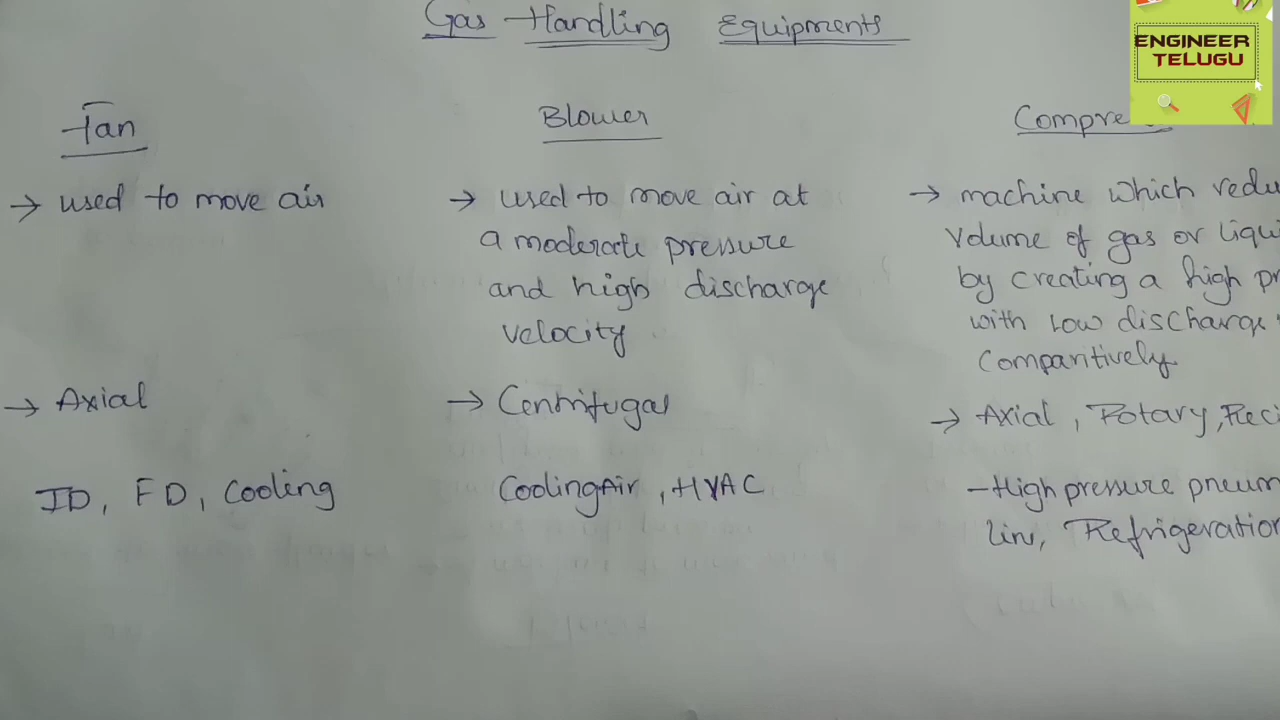 Gas Handling Equipments
ENGINEER
TELUGU
Fan
→ used to move air
→ Axial
ID, FD, Cooling
Blower
→ used to move air at
a moderate pressure
and high discharge
velocity
→ Centrifugal
Cooling Air, HVAC
Compre
→ machine which redu
volume of gas or liqui
by creating a high pr
with low discharge
comparitively
→ Axial, Rotary, Reci
- High pressure pneum
line, Refrigeration